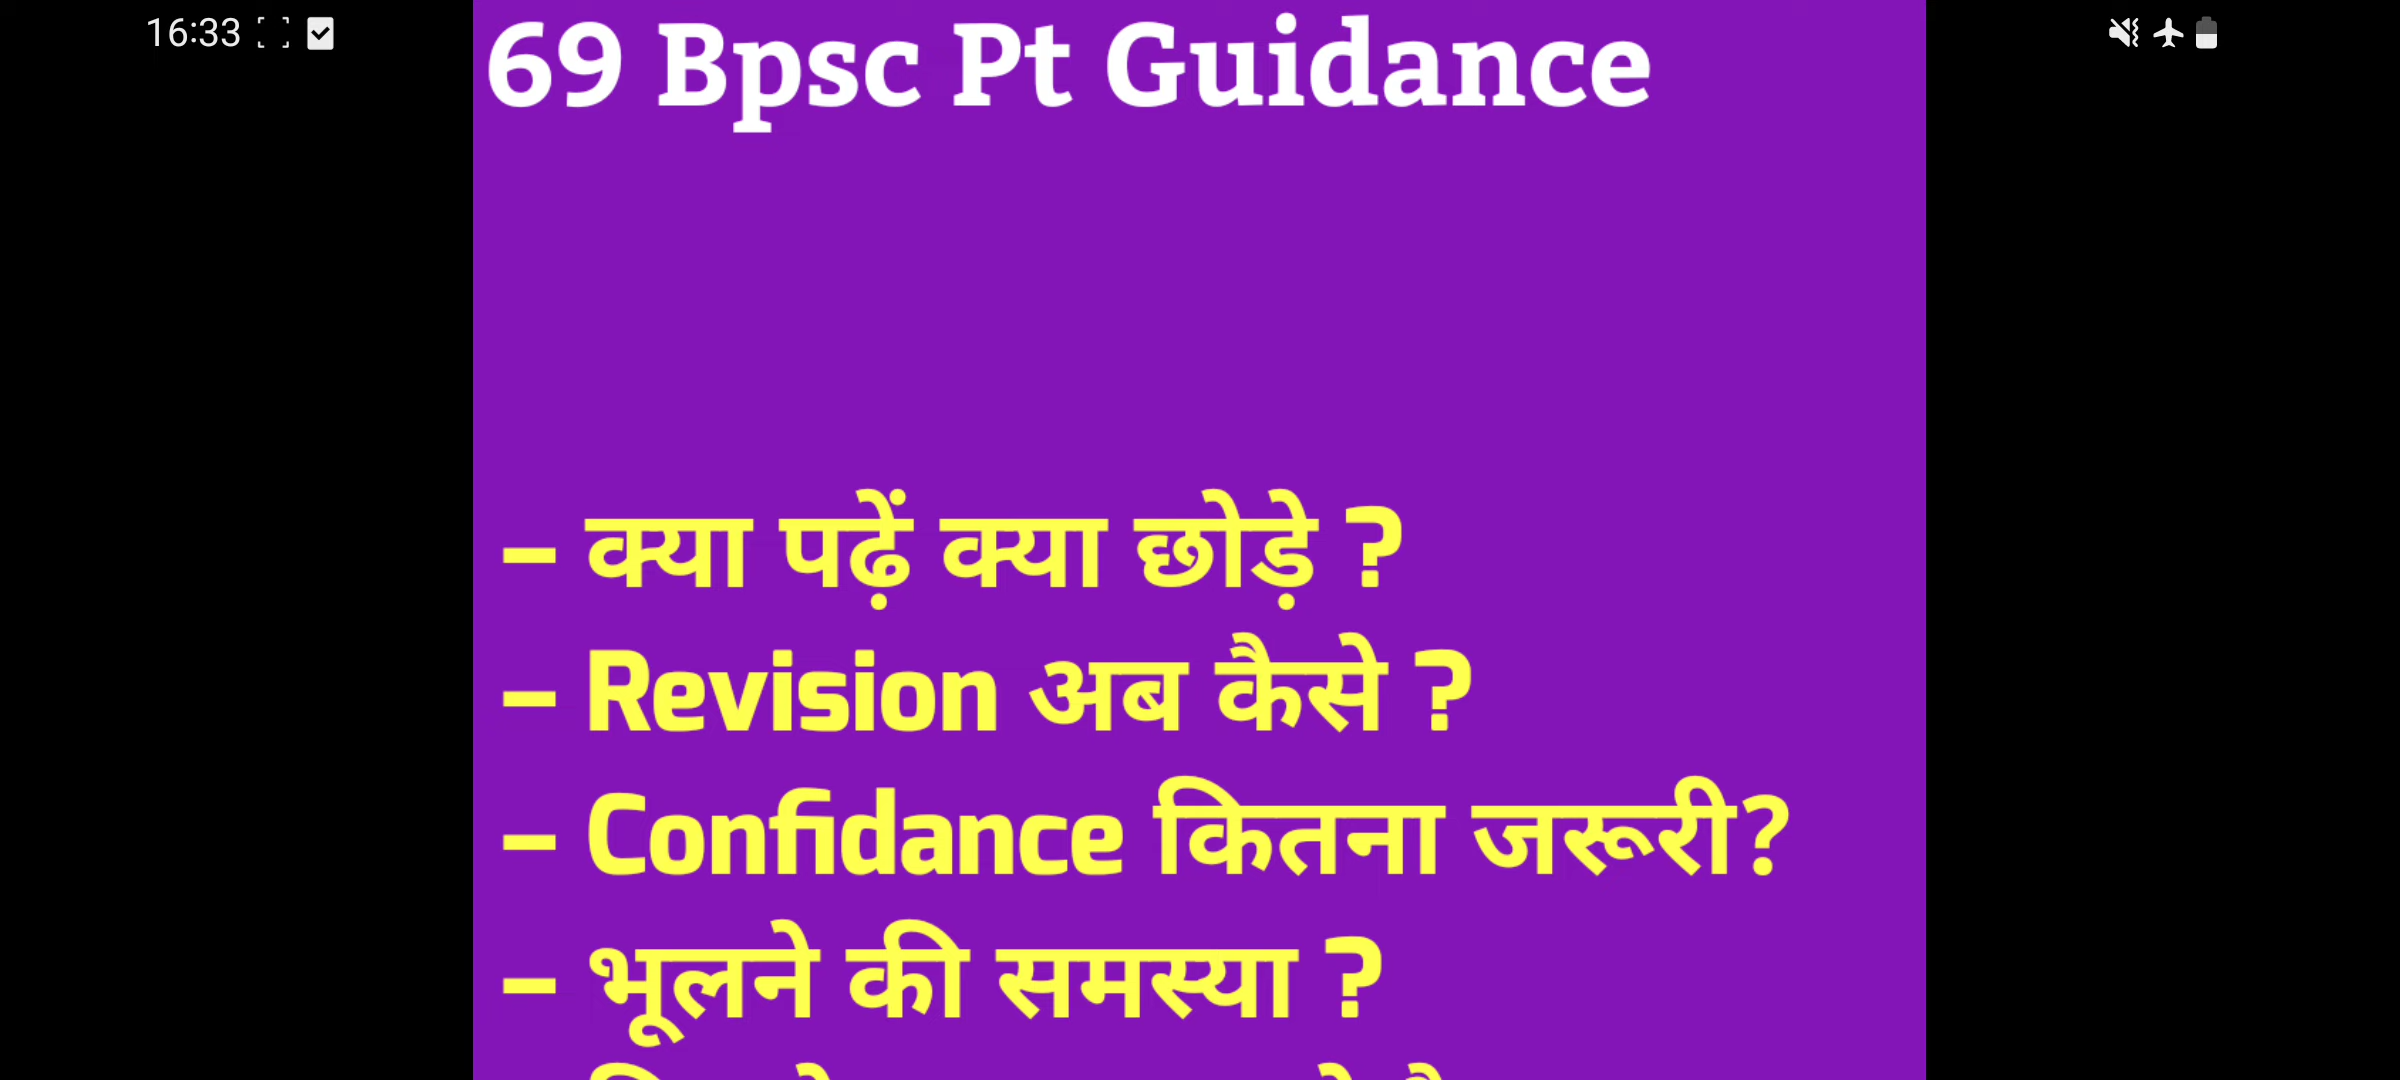 16:33
69 Bpsc Pt Guidance
– क्या पढ़ें क्या छोड़े ?
– Revision अब कैसे ?
– Confidance कितना जरूरी?
– भूलने की समस्या ?